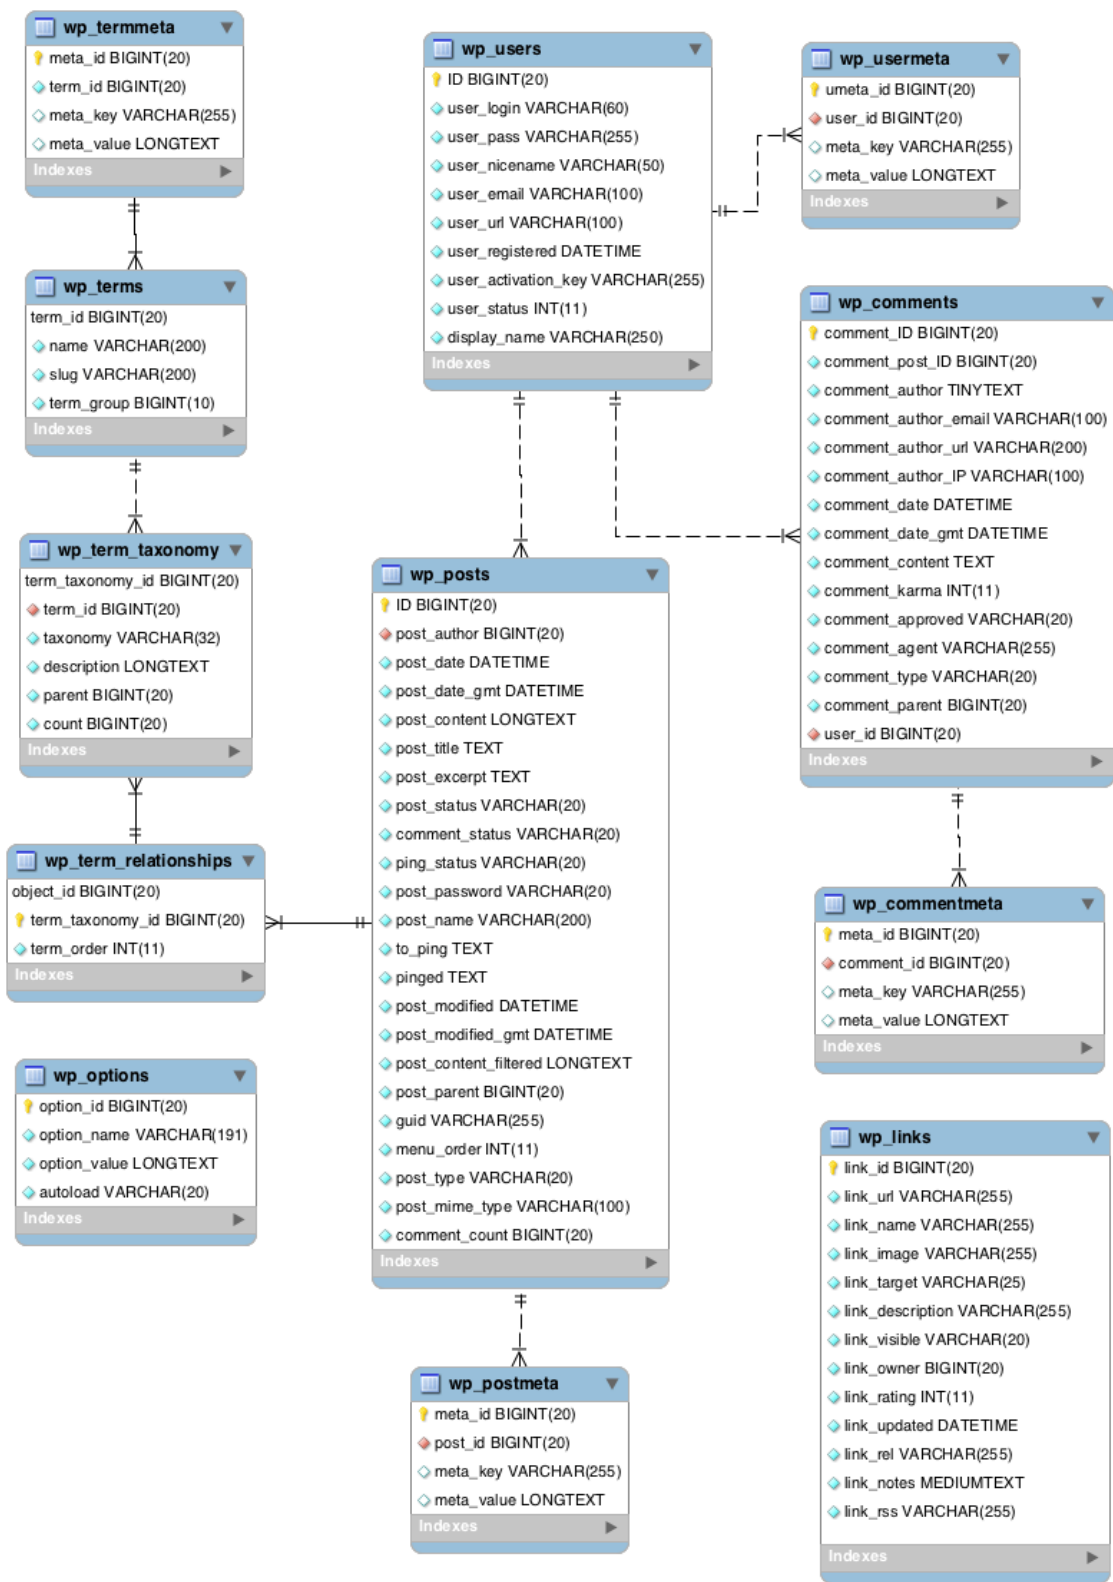 wp_termmeta
meta_id BIGINT(20)
term_id BIGINT(20)
meta_key VARCHAR(255)
meta_value LONGTEXT
Indexes
wp_terms
term_id BIGINT(20)
name VARCHAR(200)
slug VARCHAR(200)
term_group BIGINT(10)
Indexes
wp_term_taxonomy
term_taxonomy_id BIGINT(20)
term_id BIGINT(20)
taxonomy VARCHAR(32)
description LONGTEXT
parent BIGINT(20)
count BIGINT(20)
Indexes
wp_term_relationships
object_id BIGINT(20)
term_taxonomy_id BIGINT(20)
term_order INT(11)
Indexes
wp_options
option_id BIGINT(20)
option_name VARCHAR(191)
option_value LONGTEXT
autoload VARCHAR(20)
Indexes
wp_users
ID BIGINT(20)
user_login VARCHAR(60)
user_pass VARCHAR(255)
user_nicename VARCHAR(50)
user_email VARCHAR(100)
user_url VARCHAR(100)
user_registered DATETIME
user_activation_key VARCHAR(255)
user_status INT(11)
display_name VARCHAR(250)
Indexes
wp_posts
ID BIGINT(20)
post_author BIGINT(20)
post_date DATETIME
post_date_gmt DATETIME
post_content LONGTEXT
post_title TEXT
post_excerpt TEXT
post_status VARCHAR(20)
comment_status VARCHAR(20)
ping_status VARCHAR(20)
post_password VARCHAR(20)
post_name VARCHAR(200)
to_ping TEXT
pinged TEXT
post_modified DATETIME
post_modified_gmt DATETIME
post_content_filtered LONGTEXT
post_parent BIGINT(20)
guid VARCHAR(255)
menu_order INT(11)
post_type VARCHAR(20)
post_mime_type VARCHAR(100)
comment_count BIGINT(20)
Indexes
wp_postmeta
meta_id BIGINT(20)
post_id BIGINT(20)
meta_key VARCHAR(255)
meta_value LONGTEXT
Indexes
wp_usermeta
umeta_id BIGINT(20)
user_id BIGINT(20)
meta_key VARCHAR(255)
meta_value LONGTEXT
Indexes
wp_comments
comment_ID BIGINT(20)
comment_post_ID BIGINT(20)
comment_author TINYTEXT
comment_author_email VARCHAR(100)
comment_author_url VARCHAR(200)
comment_author_IP VARCHAR(100)
comment_date DATETIME
comment_date_gmt DATETIME
comment_content TEXT
comment_karma INT(11)
comment_approved VARCHAR(20)
comment_agent VARCHAR(255)
comment_type VARCHAR(20)
comment_parent BIGINT(20)
user_id BIGINT(20)
Indexes
wp_commentmeta
meta_id BIGINT(20)
comment_id BIGINT(20)
meta_key VARCHAR(255)
meta_value LONGTEXT
Indexes
wp_links
link_id BIGINT(20)
link_url VARCHAR(255)
link_name VARCHAR(255)
link_image VARCHAR(255)
link_target VARCHAR(25)
link_description VARCHAR(255)
link_visible VARCHAR(20)
link_owner BIGINT(20)
link_rating INT(11)
link_updated DATETIME
link_rel VARCHAR(255)
link_notes MEDIUMTEXT
link_rss VARCHAR(255)
Indexes